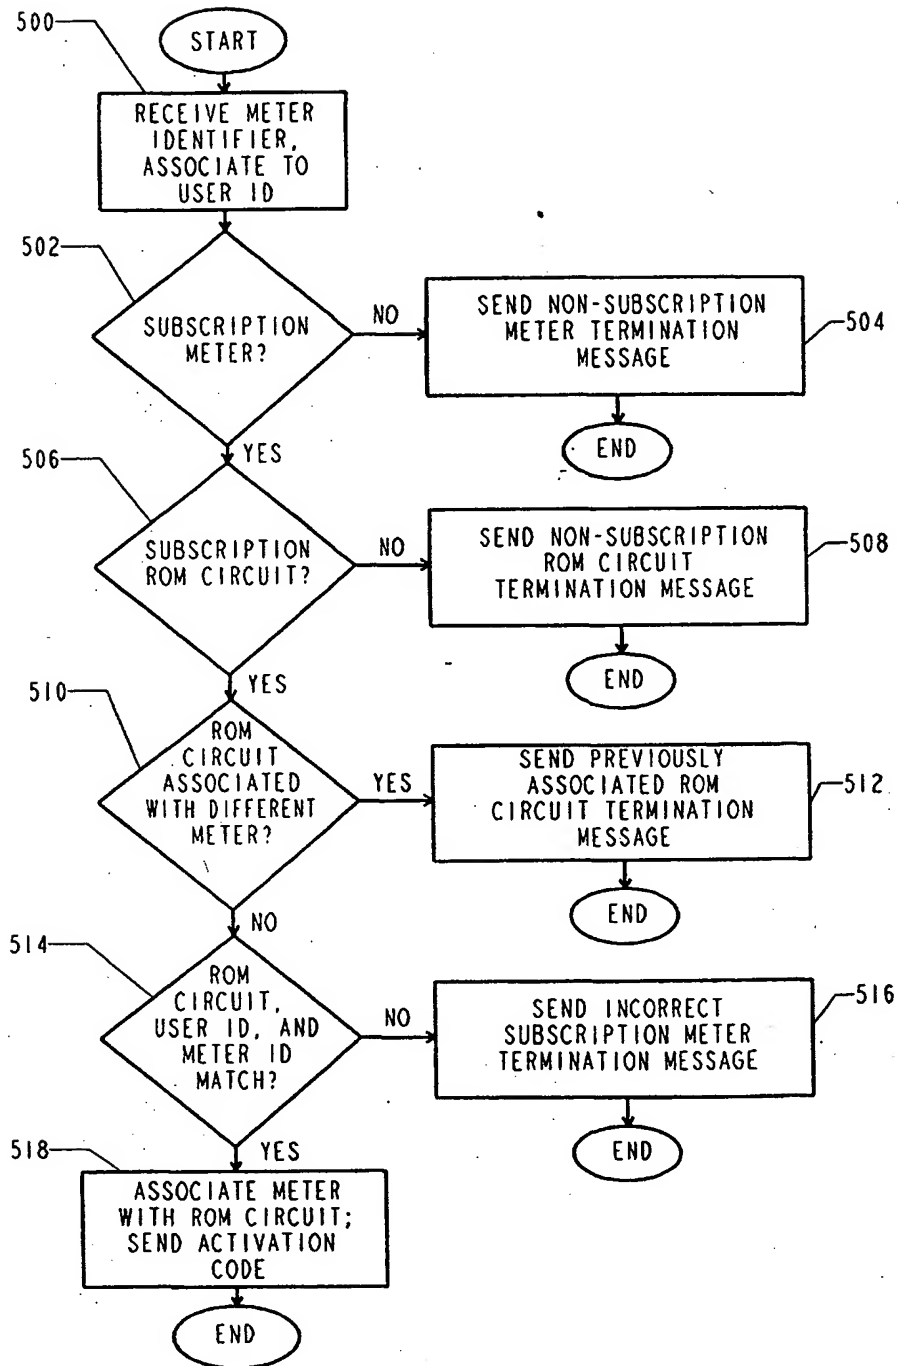 500
START
RECEIVE METER
IDENTIFIER,
ASSOCIATE TO
USER ID
502
SUBSCRIPTION
METER?
NO
SEND NON-SUBSCRIPTION
METER TERMINATION
MESSAGE
504
END
YES
506
SUBSCRIPTION
ROM CIRCUIT?
NO
SEND NON-SUBSCRIPTION
ROM CIRCUIT
TERMINATION MESSAGE
508
END
YES
510
ROM
CIRCUIT
ASSOCIATED
WITH DIFFERENT
METER?
YES
SEND PREVIOUSLY
ASSOCIATED ROM
CIRCUIT TERMINATION
MESSAGE
512
END
NO
514
ROM
CIRCUIT,
USER ID, AND
METER ID
MATCH?
NO
SEND INCORRECT
SUBSCRIPTION METER
TERMINATION MESSAGE
516
END
YES
518
ASSOCIATE METER
WITH ROM CIRCUIT;
SEND ACTIVATION
CODE
END